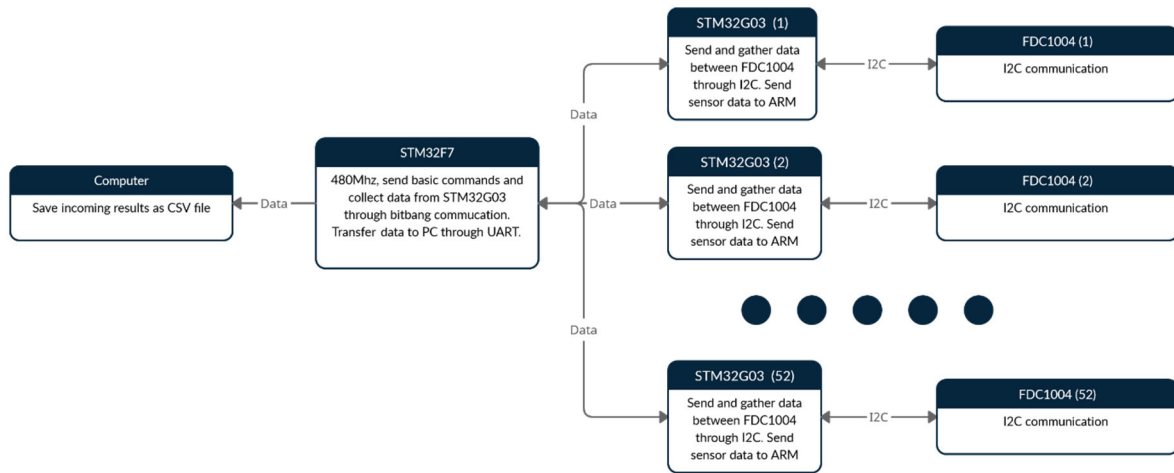 Computer
Save incoming results as CSV file
Data
STM32F7
480Mhz, send basic commands and
collect data from STM32G03
through bitbang commucation.
Transfer data to PC through UART.
Data
Data
Data
STM32G03  (1)
Send and gather data
between FDC1004
through I2C. Send
sensor data to ARM
I2C
FDC1004 (1)
I2C communication
STM32G03 (2)
Send and gather data
between FDC1004
through I2C. Send
sensor data to ARM
I2C
FDC1004 (2)
I2C communication
STM32G03  (52)
Send and gather data
between FDC1004
through I2C. Send
sensor data to ARM
I2C
FDC1004 (52)
I2C communication